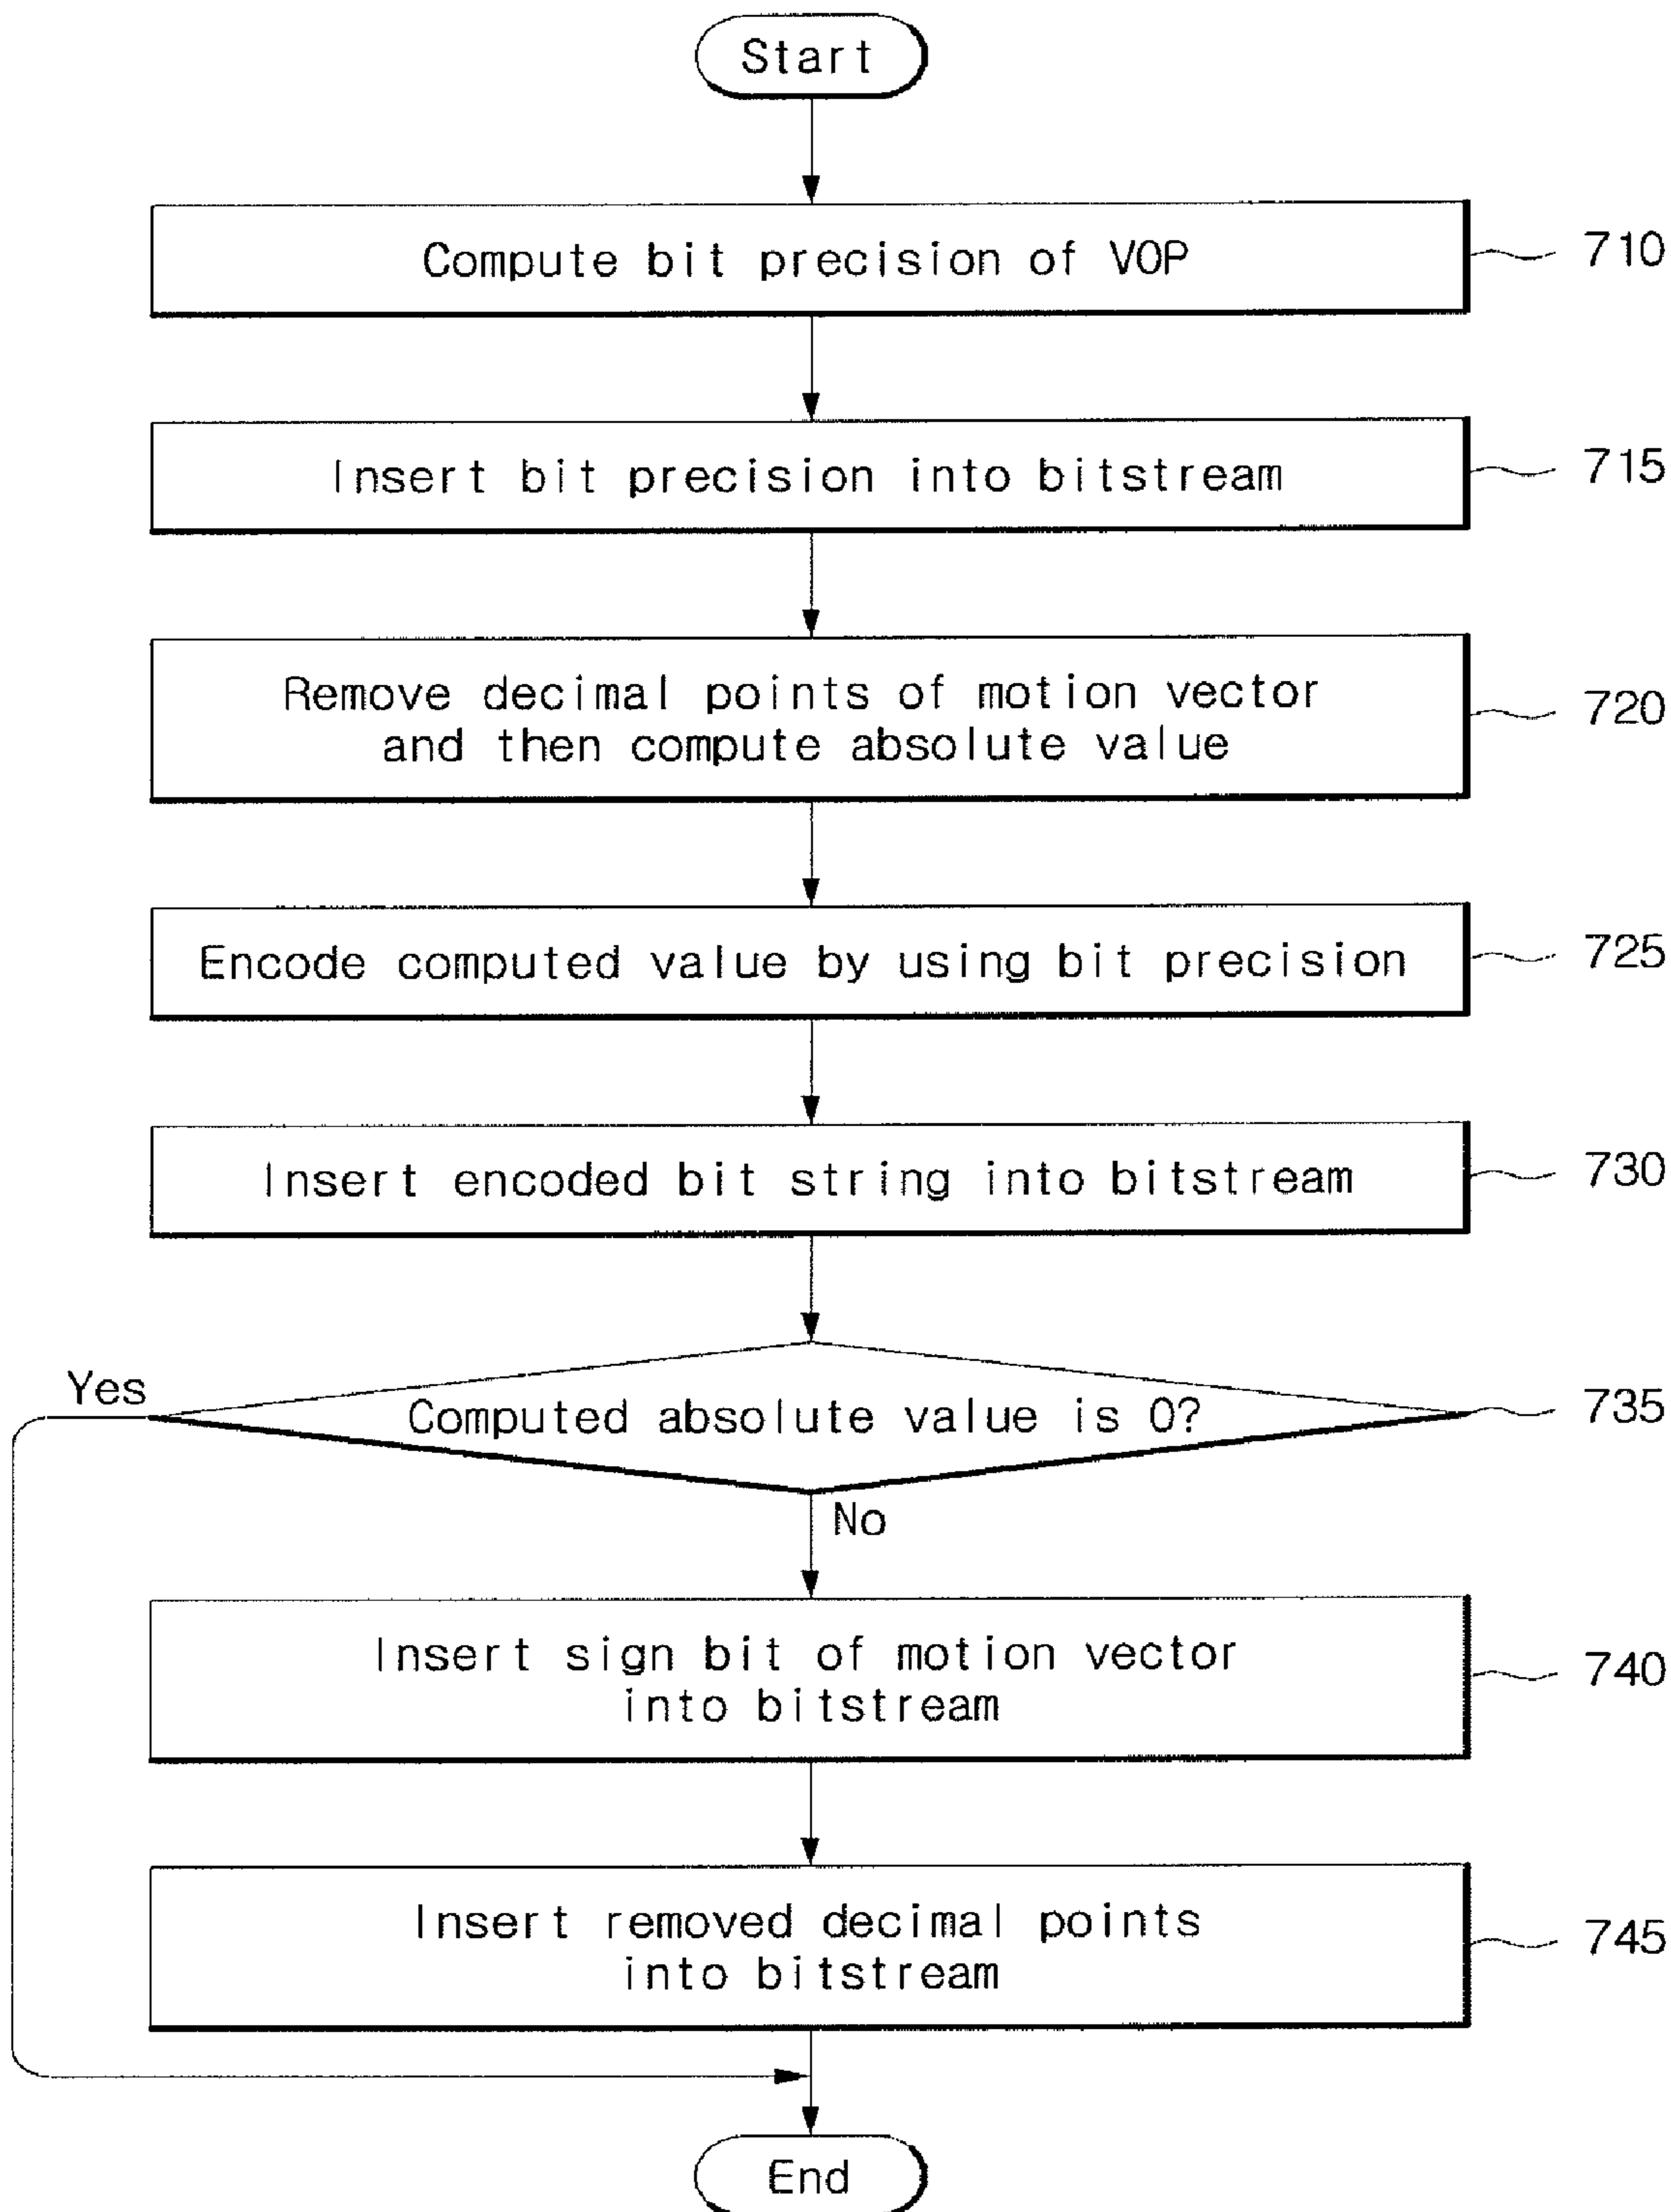 Start
Compute bit precision of VOP
710
Insert bit precision into bitstream
715
Remove decimal points of motion vector
and then compute absolute value
720
Encode computed value by using bit precision
725
Insert encoded bit string into bitstream
730
Yes
Computed absolute value is 0?
735
No
Insert sign bit of motion vector
into bitstream
740
Insert removed decimal points
into bitstream
745
End